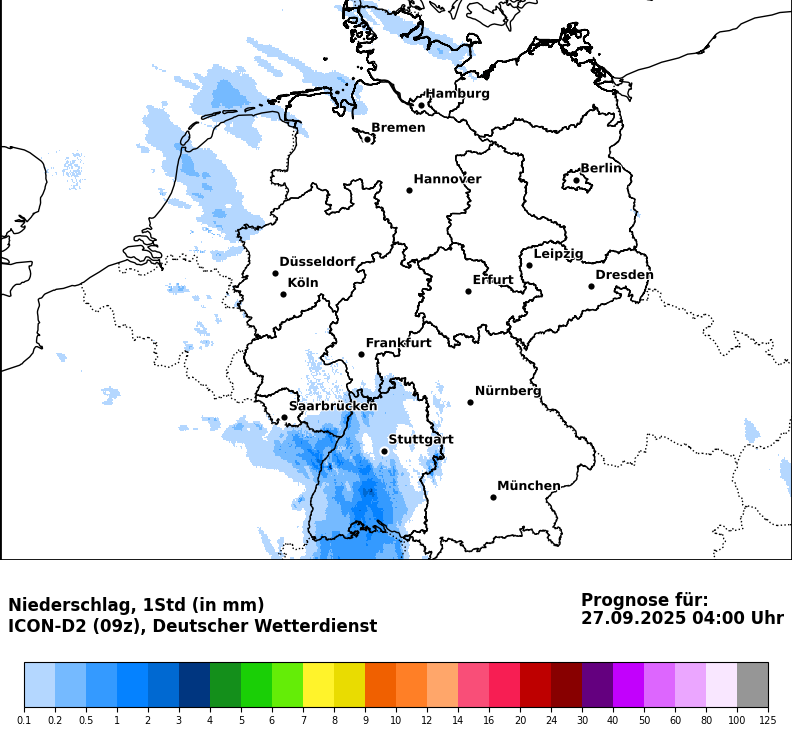 Hamburg
Bremen
Berlin
Hannover
Leipzig
Düsseldorf
Dresden
Köln
Erfurt
Frankfurt
Nürnberg
Saarbrücken
Stuttgart
München
Niederschlag, 1Std (in mm)
ICON-D2 (09z), Deutscher Wetterdienst
Prognose für:
27.09.2025 04:00 Uhr
0.1 0.2 0.5 1 2 3 4 5 6 7 8 9 10 12 14 16 20 24 30 40 50 60 80 100 125